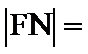 |FN| =